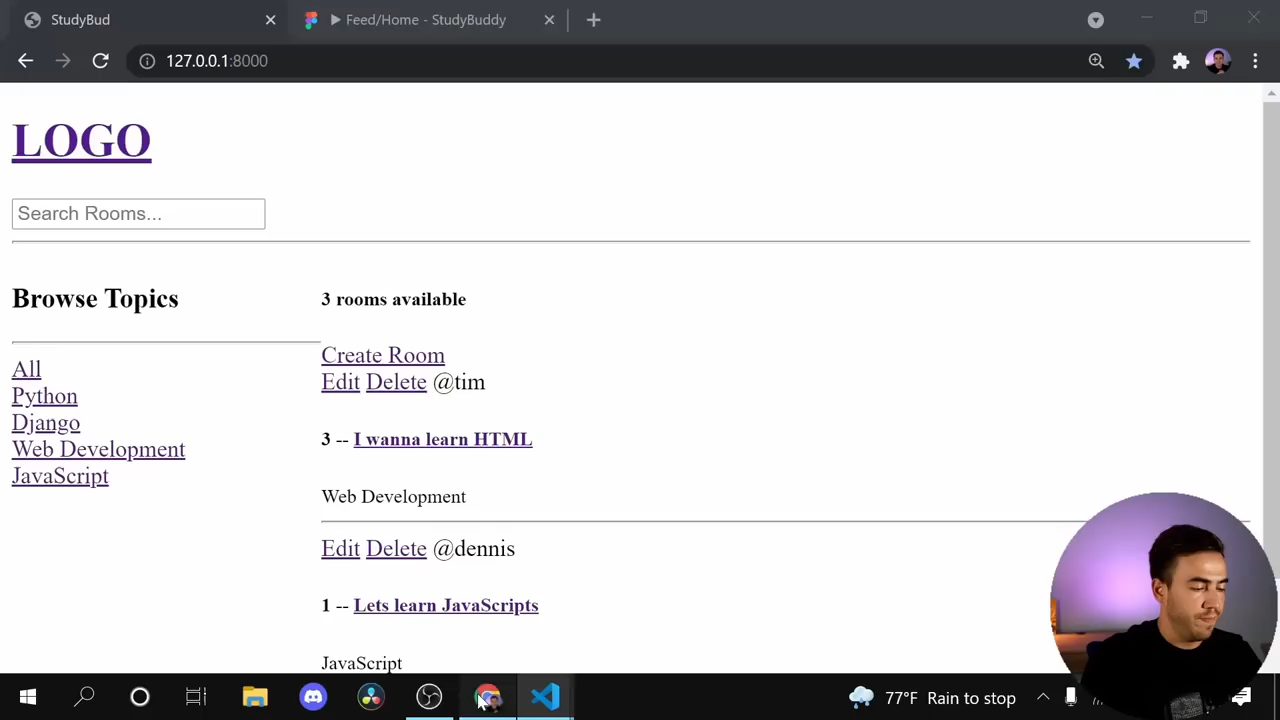 StudyBud
Feed/Home - StudyBuddy
127.0.0.1:8000
LOGO
Search Rooms...
Browse Topics
All
Python
Django
Web Development
JavaScript
3 rooms available
Create Room
Edit Delete @tim
3 -- I wanna learn HTML
Web Development
Edit Delete @dennis
1 -- Lets learn JavaScripts
JavaScript
77°F Rain to stop